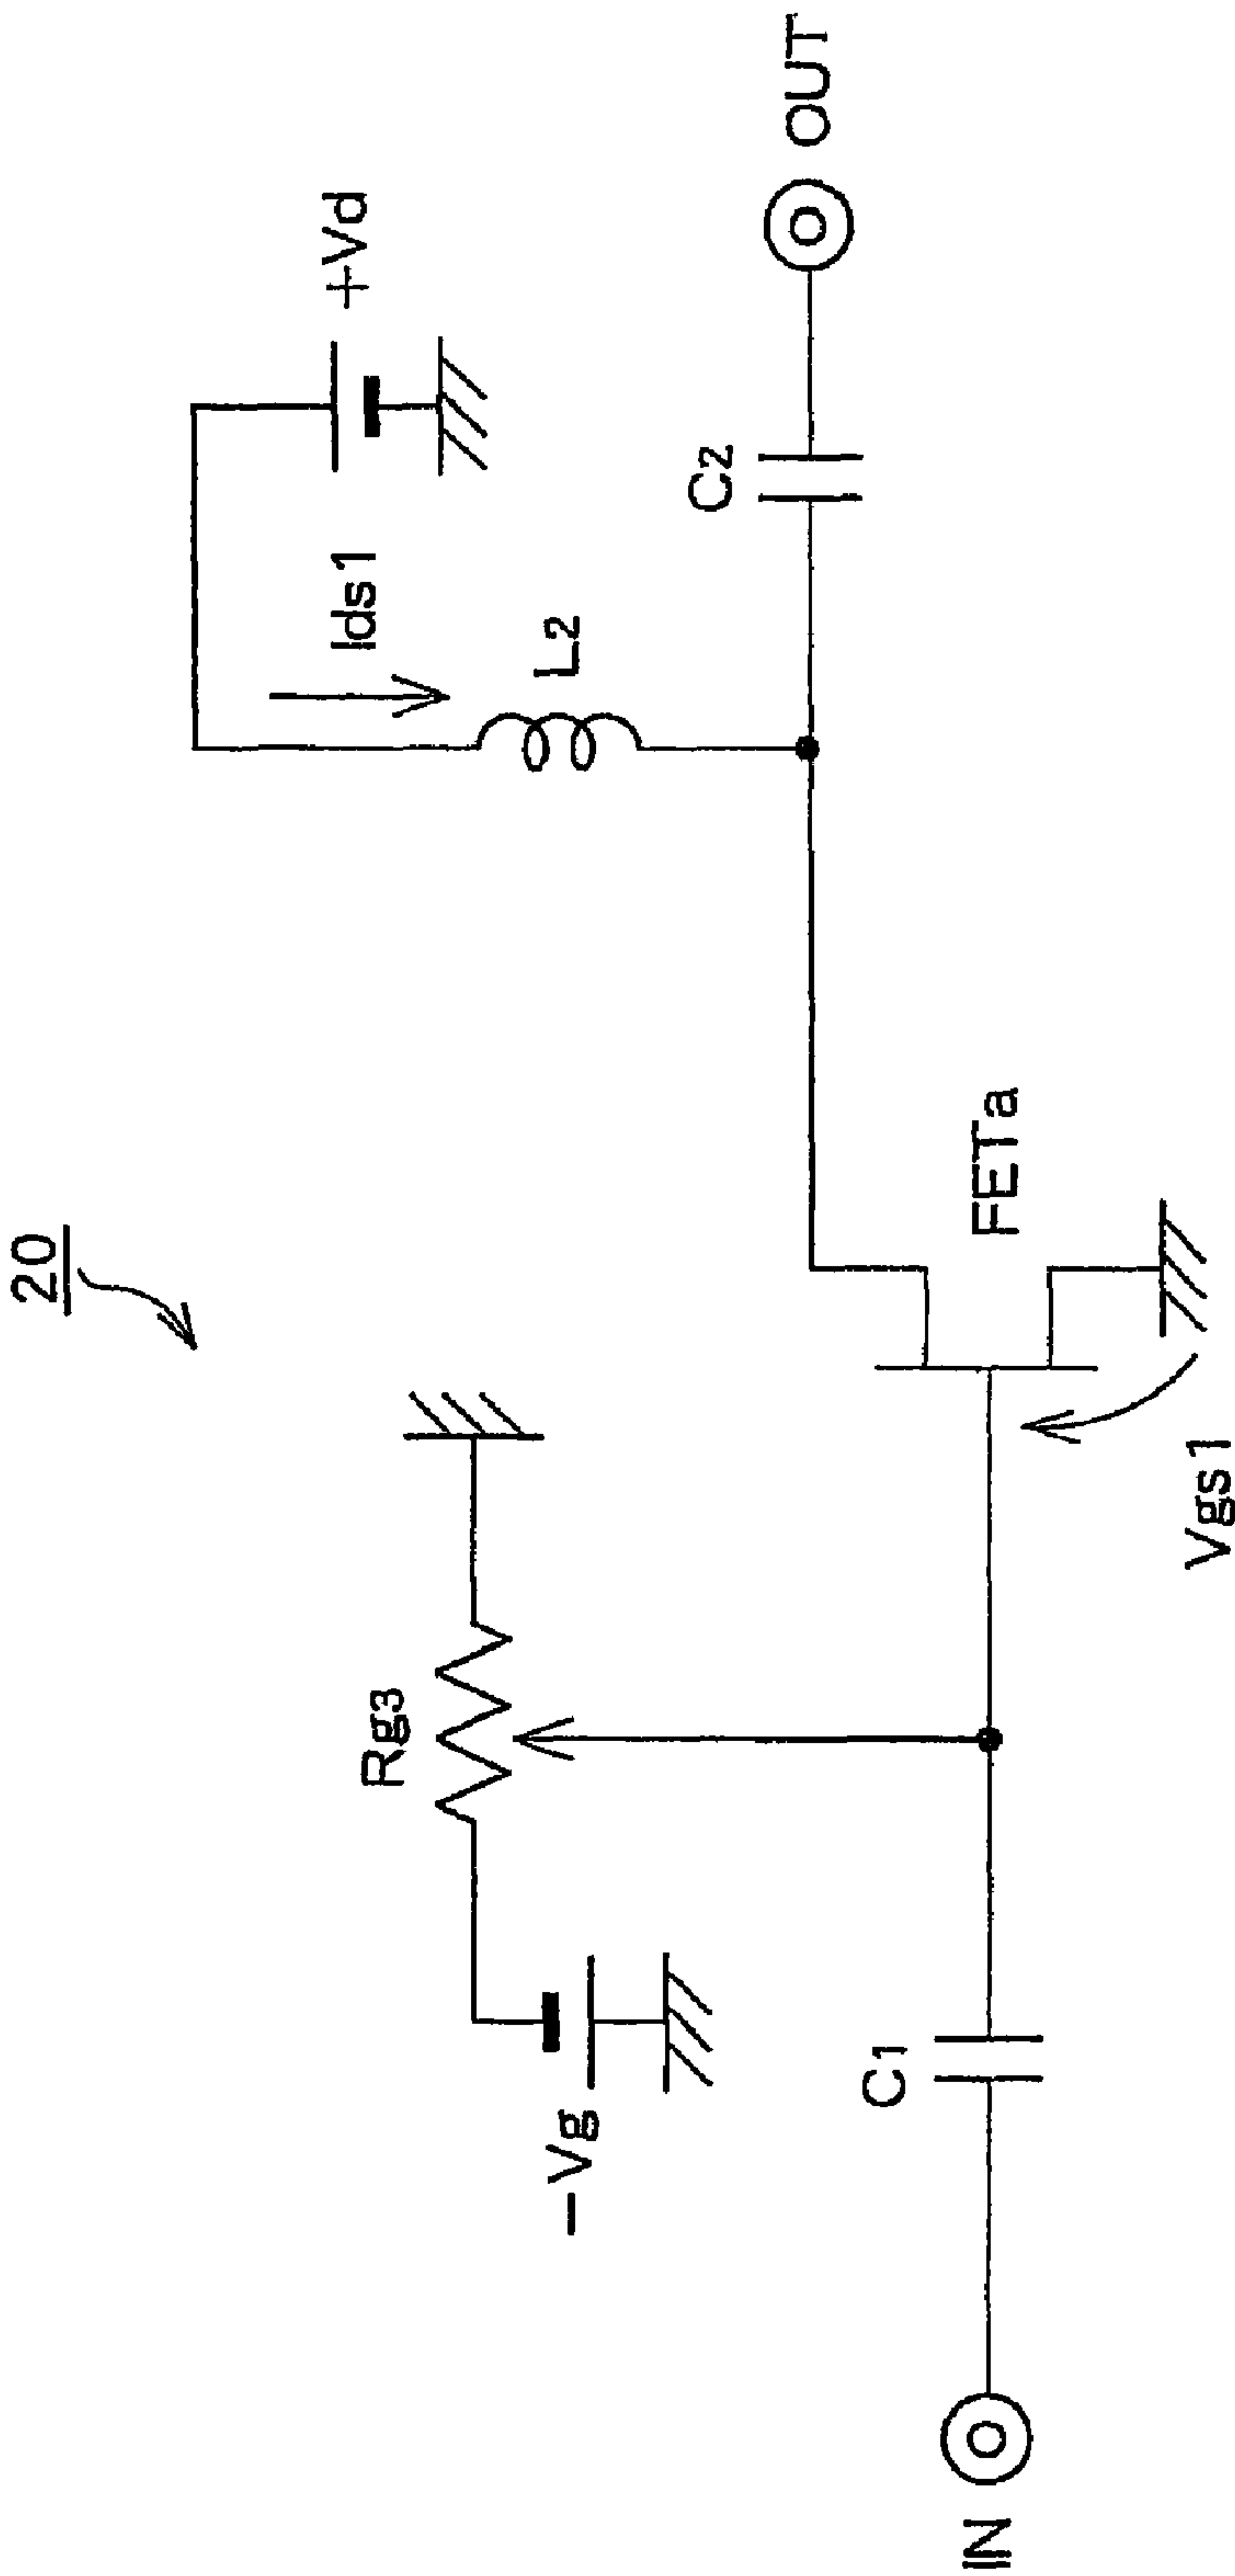 20
+Vd
Ids1
L2
C2
OUT
Rg3
-Vg
FETa
Vgs1
C1
IN